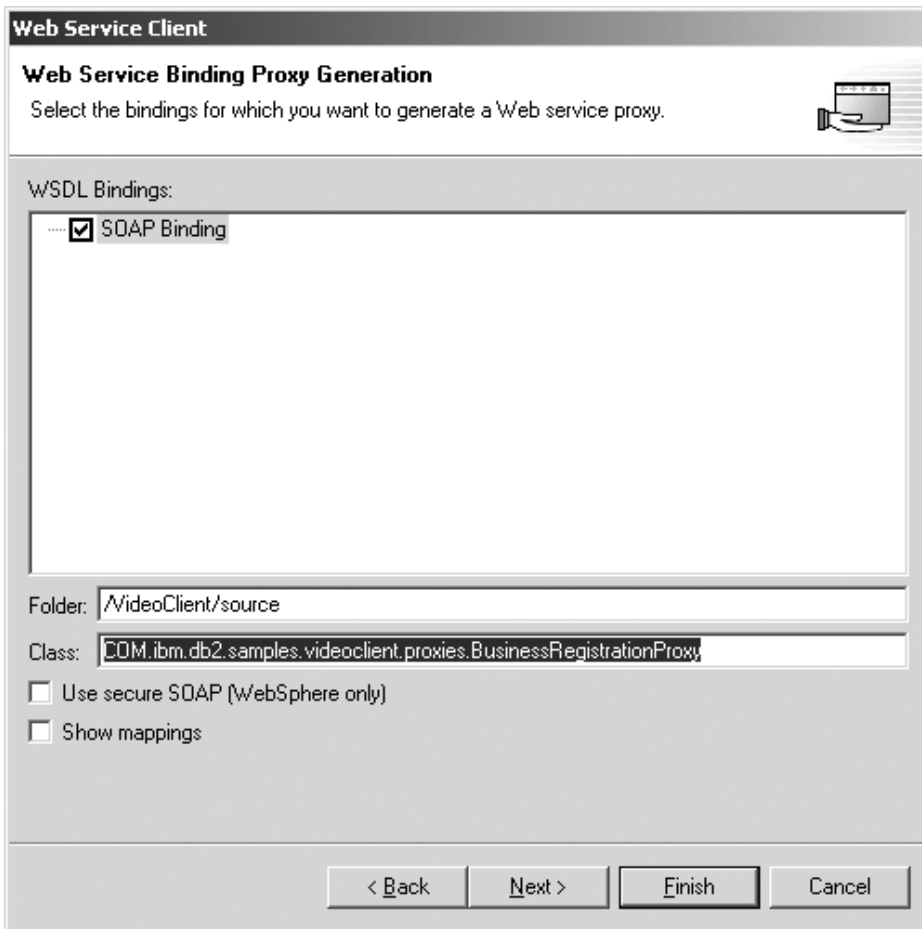 Web Service Client
Web Service Binding Proxy Generation
Select the bindings for which you want to generate a Web service proxy.
WSDL Bindings:
SOAP Binding
Folder: /VideoClient/source
Class: COM.ibm.db2.samples.videoclient.proxies.BusinessRegistrationProxy
Use secure SOAP (WebSphere only)
Show mappings
< Back Next > Finish Cancel